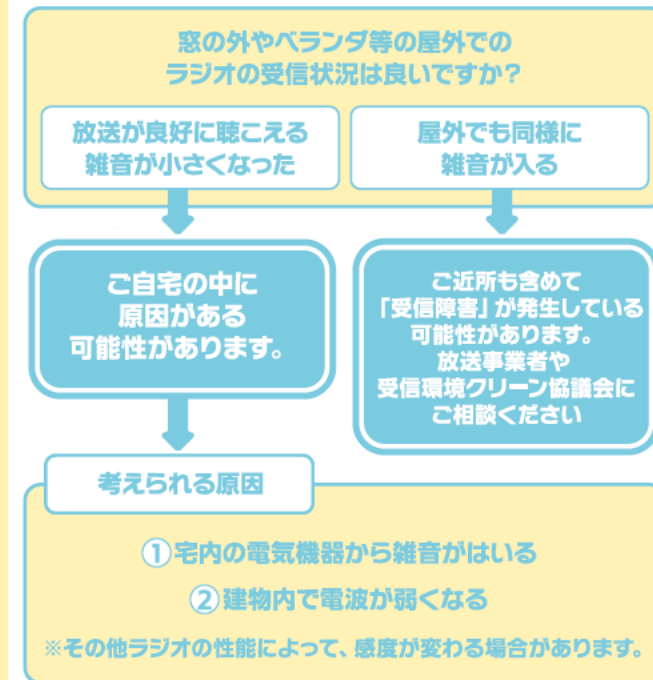 窓の外やベランダ等の屋外での
ラジオの受信状況は良いですか？
放送が良好に聴こえる
雑音が小さくなった
屋外でも同様に
雑音が入る
ご自宅の中に
原因がある
可能性があります。
ご近所も含めて
「受信障害」が発生している
可能性があります。
放送事業者や
受信環境クリーン協議会に
ご相談ください
考えられる原因
①宅内の電気機器から雑音がはいる
②建物内で電波が弱くなる
※その他ラジオの性能によって、感度が変わる場合があります。